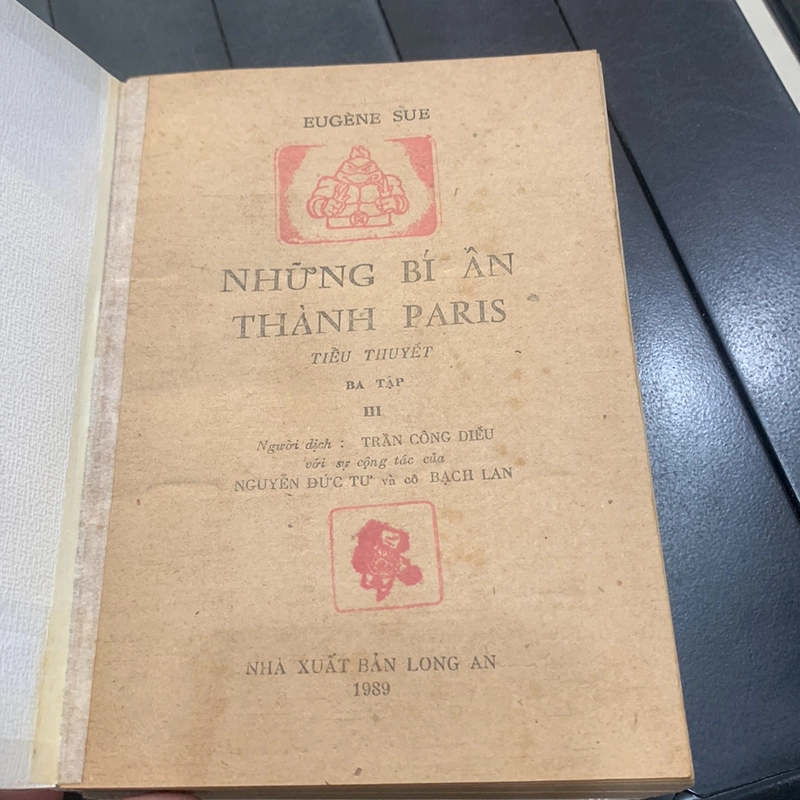 EUGÈNE SUE
NHỮNG BÍ ẨN
THÀNH PARIS
TIỂU THUYẾT
BA TẬP
III
Người dịch : TRẦN CÔNG DIẾU
với sự cộng tác của
NGUYỄN ĐỨC TƯ và cô BẠCH LAN
NHÀ XUẤT BẢN LONG AN
1989